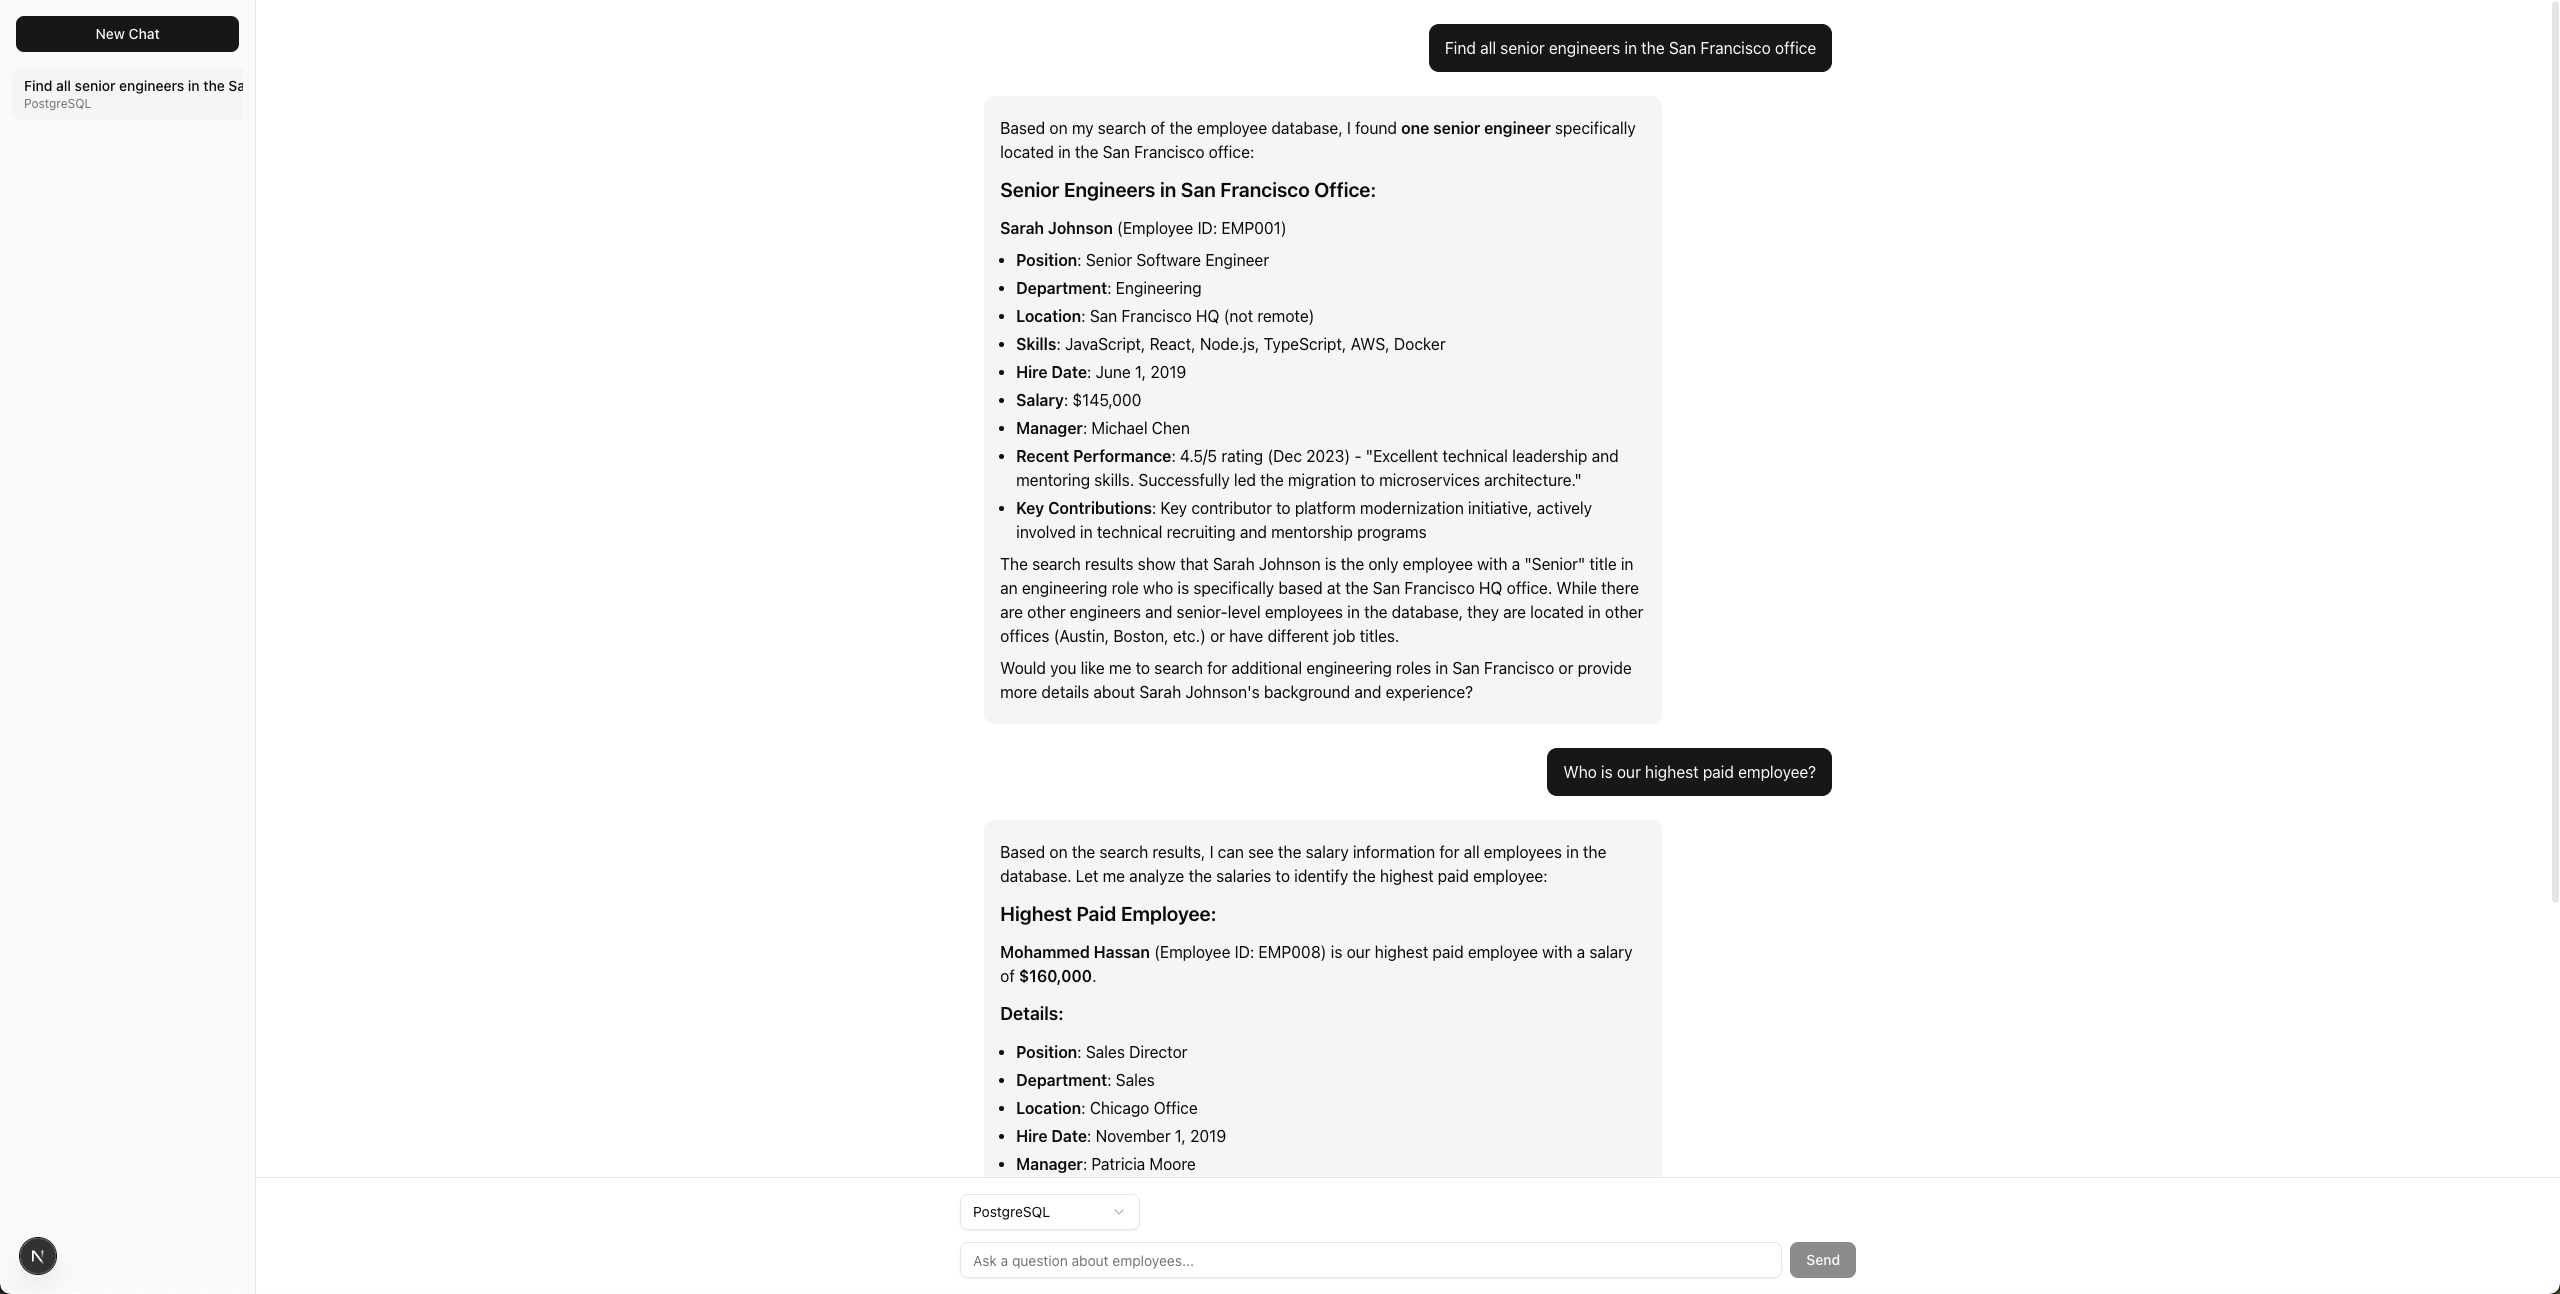 New Chat
Find all senior engineers in the Sa
PostgreSQL
Find all senior engineers in the San Francisco office
Based on my search of the employee database, I found one senior engineer specifically
located in the San Francisco office:
Senior Engineers in San Francisco Office:
Sarah Johnson (Employee ID: EMP001)
• Position: Senior Software Engineer
• Department: Engineering
• Location: San Francisco HQ (not remote)
• Skills: JavaScript, React, Node.js, TypeScript, AWS, Docker
• Hire Date: June 1, 2019
• Salary: $145,000
• Manager: Michael Chen
• Recent Performance: 4.5/5 rating (Dec 2023) - "Excellent technical leadership and
mentoring skills. Successfully led the migration to microservices architecture."
• Key Contributions: Key contributor to platform modernization initiative, actively
involved in technical recruiting and mentorship programs
The search results show that Sarah Johnson is the only employee with a "Senior" title in
an engineering role who is specifically based at the San Francisco HQ office. While there
are other engineers and senior-level employees in the database, they are located in other
offices (Austin, Boston, etc.) or have different job titles.
Would you like me to search for additional engineering roles in San Francisco or provide
more details about Sarah Johnson's background and experience?
Who is our highest paid employee?
Based on the search results, I can see the salary information for all employees in the
database. Let me analyze the salaries to identify the highest paid employee:
Highest Paid Employee:
Mohammed Hassan (Employee ID: EMP008) is our highest paid employee with a salary
of $160,000.
Details:
• Position: Sales Director
• Department: Sales
• Location: Chicago Office
• Hire Date: November 1, 2019
• Manager: Patricia Moore
PostgreSQL
Ask a question about employees...
Send
N